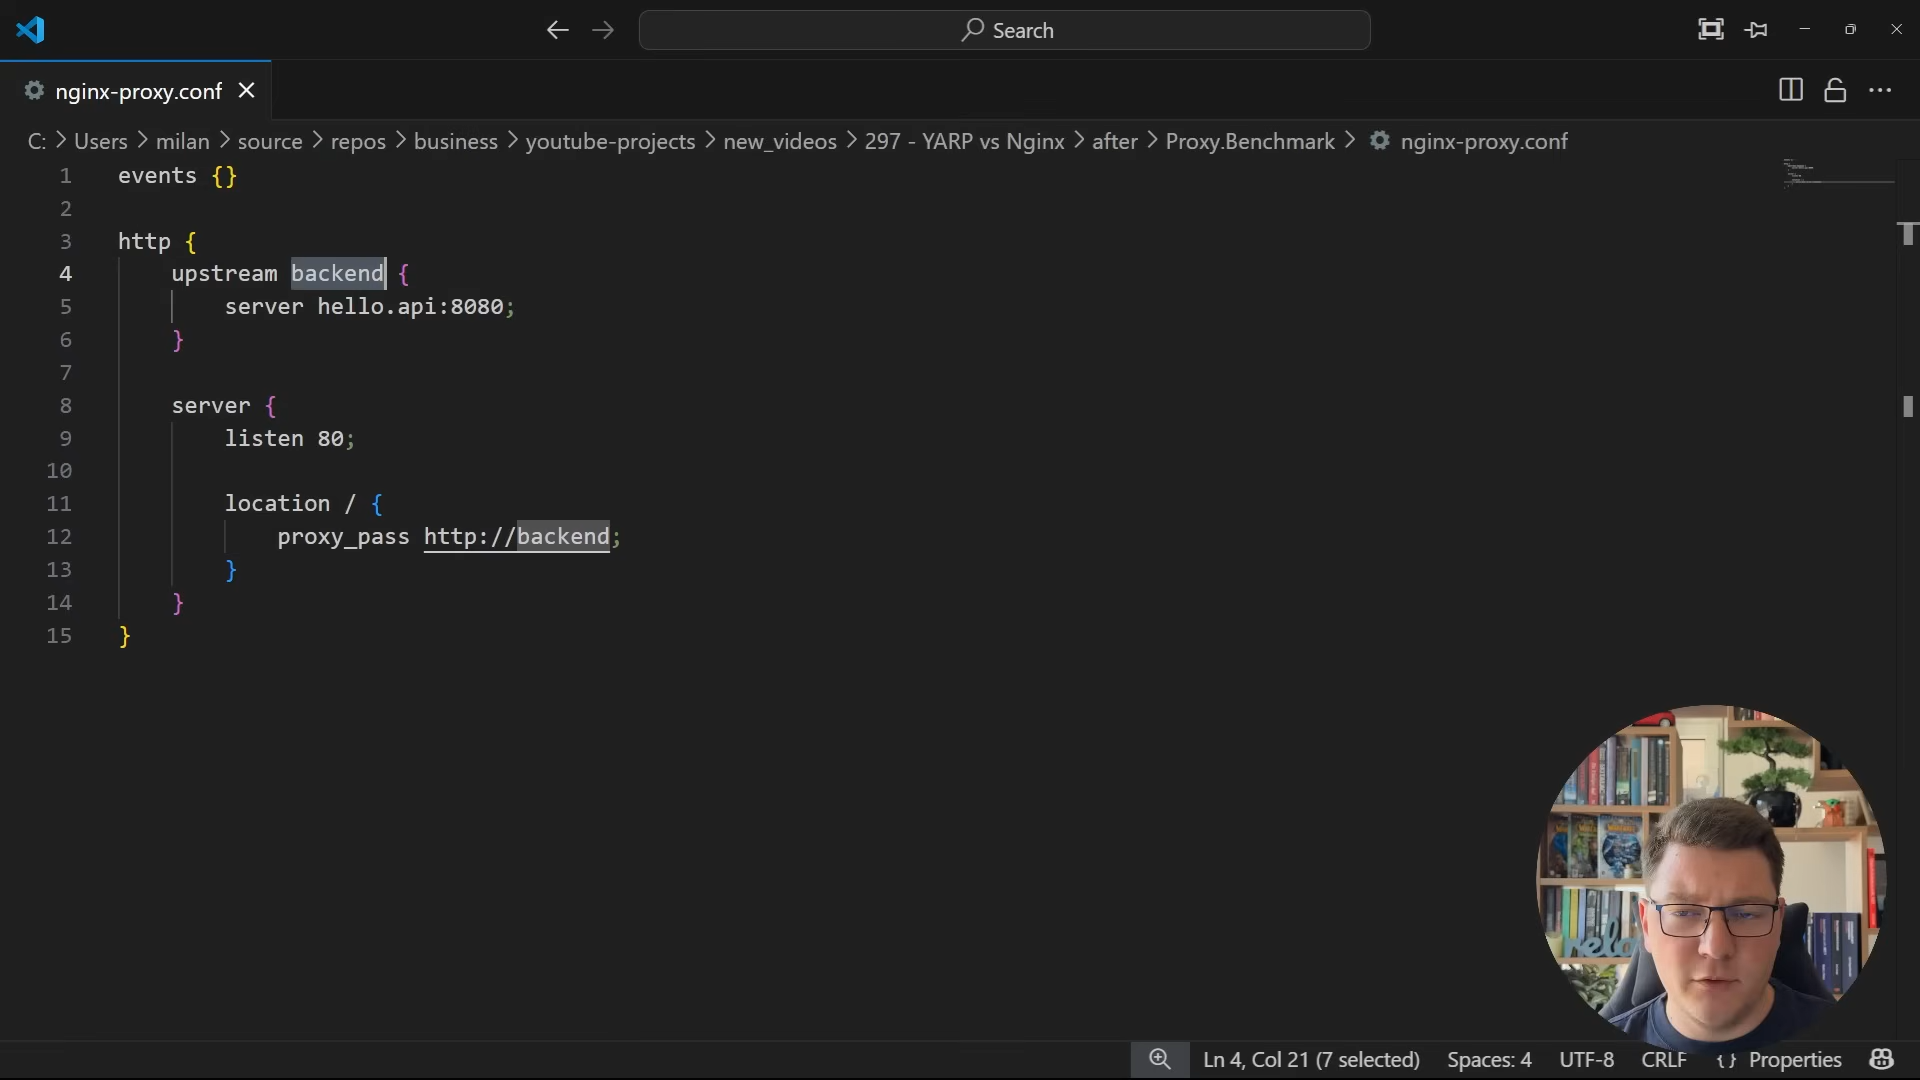 Search
nginx-proxy.conf
C: > Users > milan > source > repos > business > youtube-projects > new_videos > 297 - YARP vs Nginx > after > Proxy.Benchmark > nginx-proxy.conf
1 events {}
2
3 http {
4 upstream backend {
5 server hello.api:8080;
6 }
7
8 server {
9 listen 80;
10
11 location / {
12 proxy_pass http://backend;
13 }
14 }
15 }
Ln 4, Col 21 (7 selected) Spaces: 4 UTF-8 CRLF {} Properties